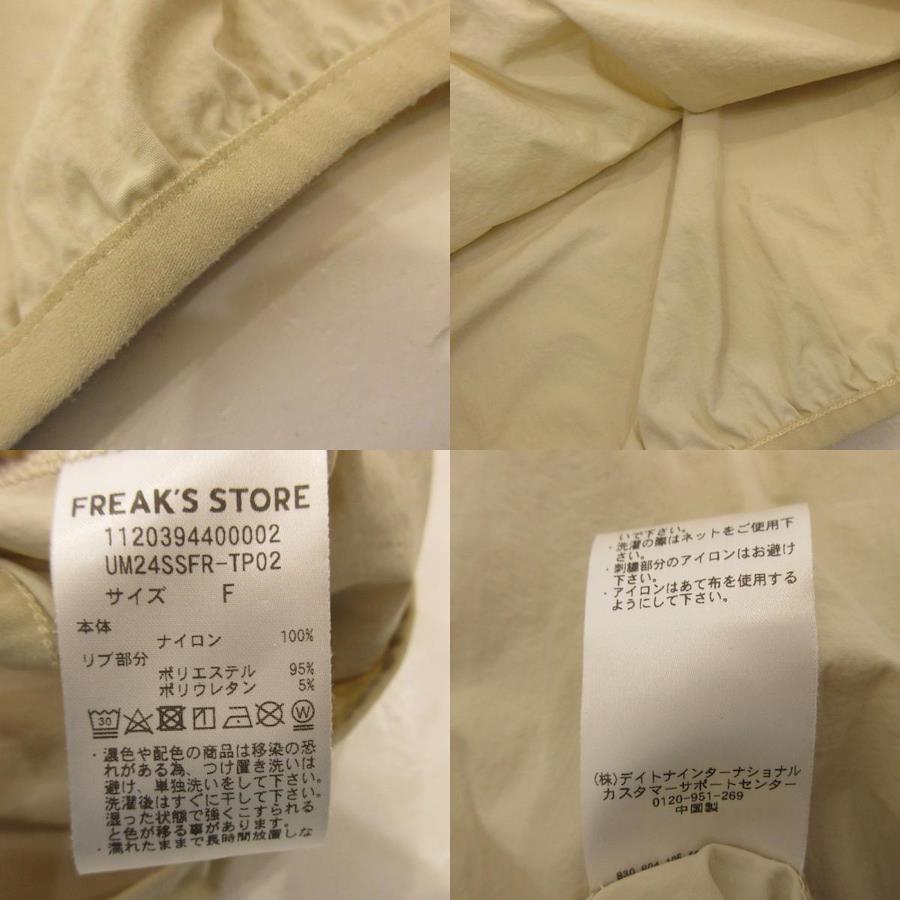 FREAK'S STORE
1120394400002
UM24SSFR-TP02
サイズ F
本体
ナイロン 100%
リブ部分
ポリエステル 95%
ポリウレタン 5%
30
W
・濃色や配色の商品は移染の恐
れがある為、つけ置き洗いは
避け、単独洗いをして下さい。
洗濯後はすぐに干して下さい。
湿った状態で強くこすられる
と色が移る事があります。
・濡れたままで長時間放置しな
いで下さい。
・洗濯の際はネットをご使用下
さい。
・刺繍部分のアイロンはお避け
下さい。
・アイロンはあて布を使用する
ようにして下さい。
(株)デイトナインターナショナル
カスタマーサポートセンター
0120-951-269
中国製
830 804 105